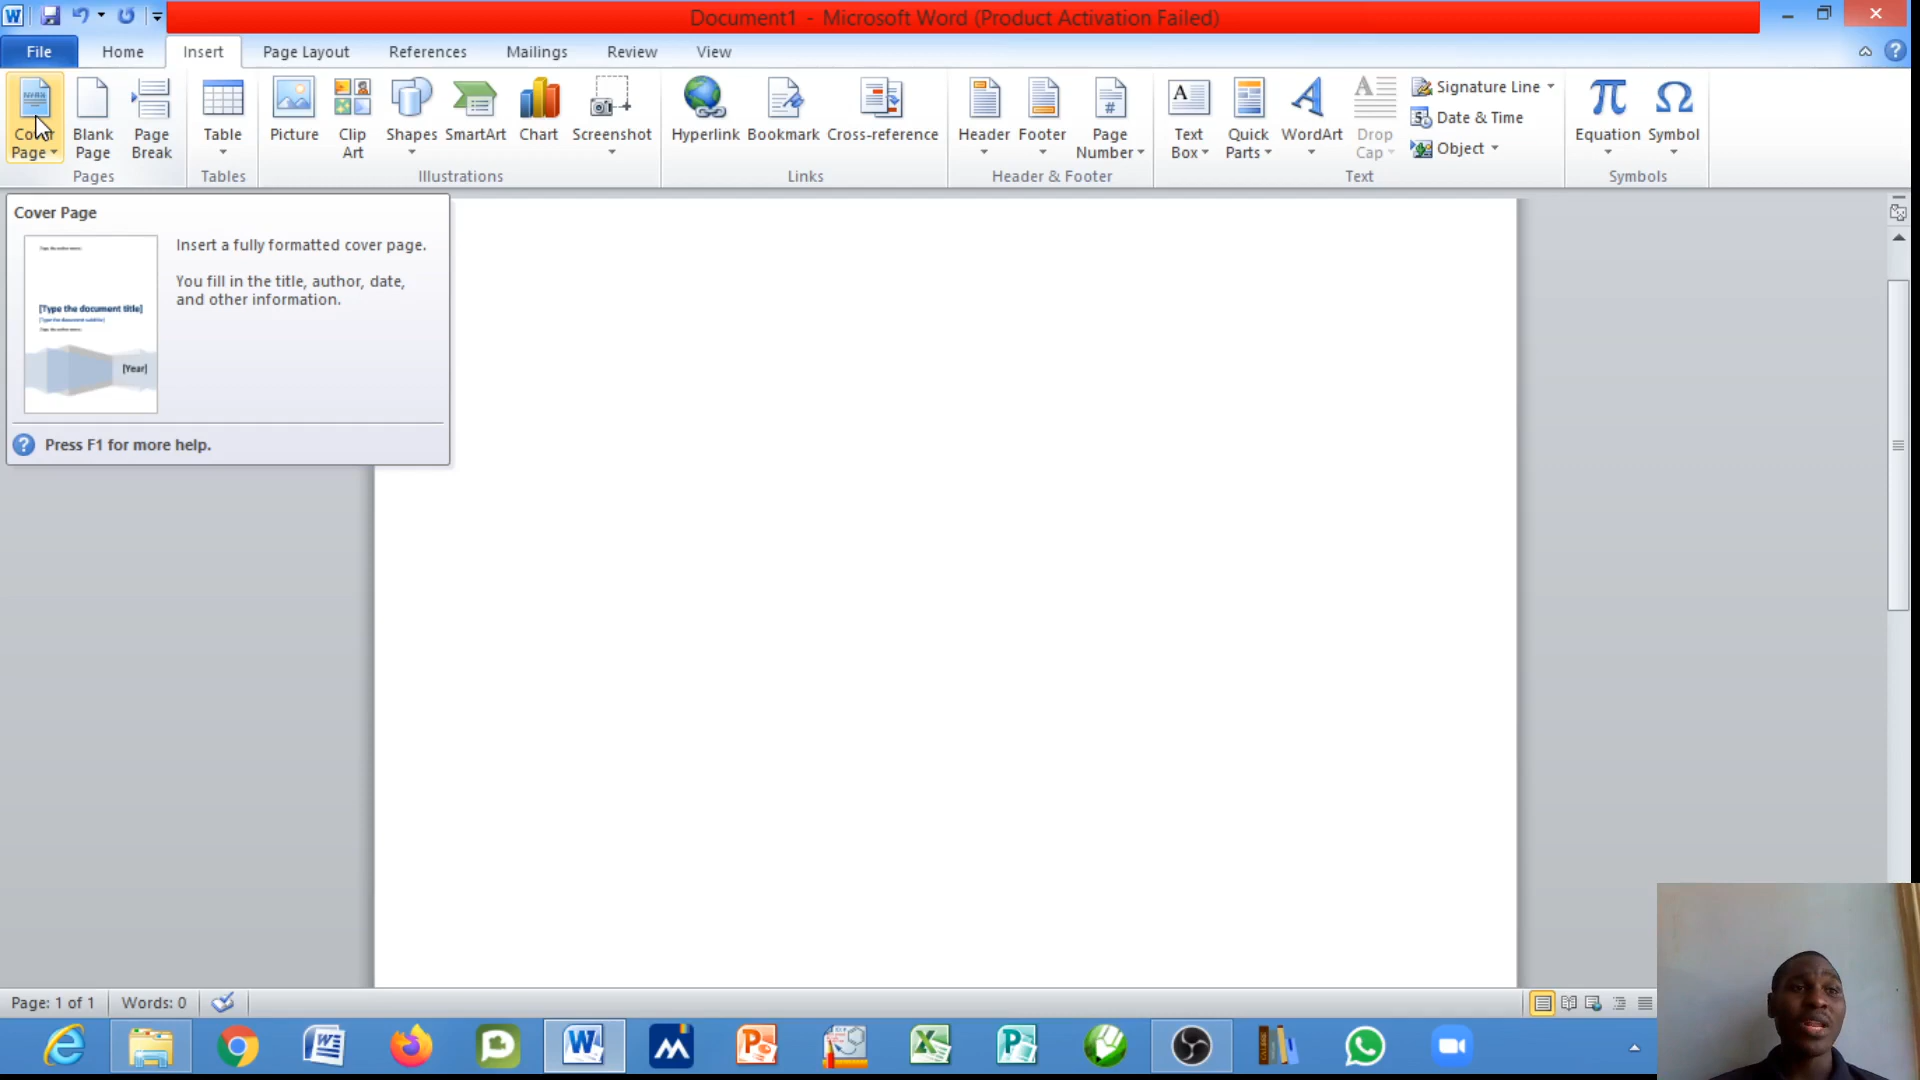 Document1 - Microsoft Word (Product Activation Failed)
File Home Insert Page Layout References Mailings Review View
Cover Page
Blank Page
Page Break
Table
Picture
Clip Art
Shapes
SmartArt
Chart
Screenshot
Hyperlink
Bookmark
Cross-reference
Header
Footer
Page Number
Text Box
Quick Parts
WordArt
Drop Cap
Signature Line
Date & Time
Object
Equation
Symbol
Pages Tables Illustrations Links Header & Footer Text Symbols
Cover Page
Insert a fully formatted cover page.
You fill in the title, author, date,
and other information.
[Type the document title]
[Type the document subtitle]
[Year]
Press F1 for more help.
Page: 1 of 1 Words: 0